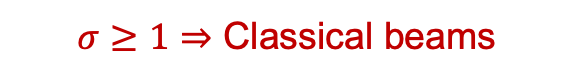 σ ≥ 1 ⇒ Classical beams